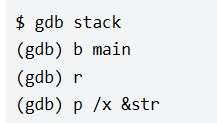 $ gdb stack
(gdb) b main
(gdb) r
(gdb) p /x &str